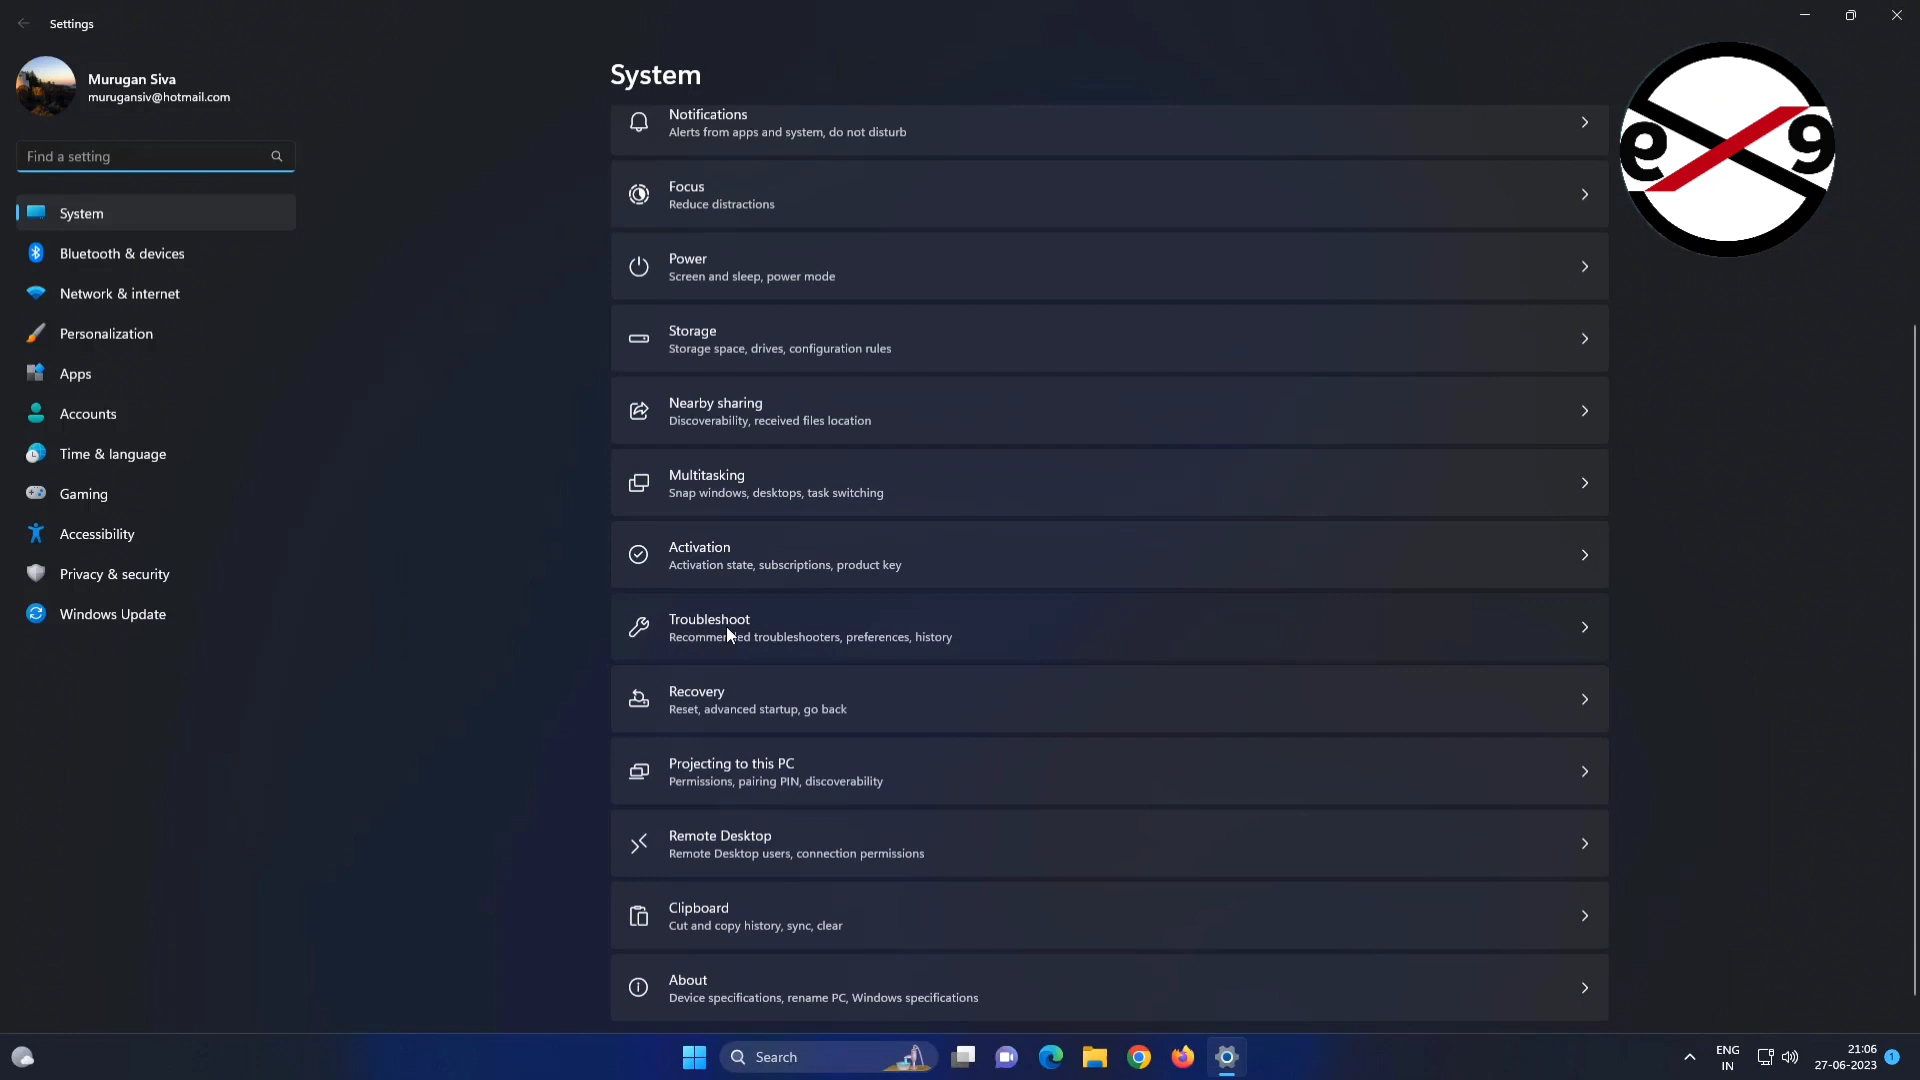 Settings
Murugan Siva
murugansiv@hotmail.com
Find a setting
System
Bluetooth & devices
Network & internet
Personalization
Apps
Accounts
Time & language
Gaming
Accessibility
Privacy & security
Windows Update
System
Notifications
Alerts from apps and system, do not disturb
Focus
Reduce distractions
Power
Screen and sleep, power mode
Storage
Storage space, drives, configuration rules
Nearby sharing
Discoverability, received files location
Multitasking
Snap windows, desktops, task switching
Activation
Activation state, subscriptions, product key
Troubleshoot
Recommended troubleshooters, preferences, history
Recovery
Reset, advanced startup, go back
Projecting to this PC
Permissions, pairing PIN, discoverability
Remote Desktop
Remote Desktop users, connection permissions
Clipboard
Cut and copy history, sync, clear
About
Device specifications, rename PC, Windows specifications
e 9
Search
ENG
IN
21:06
27-06-2023
1